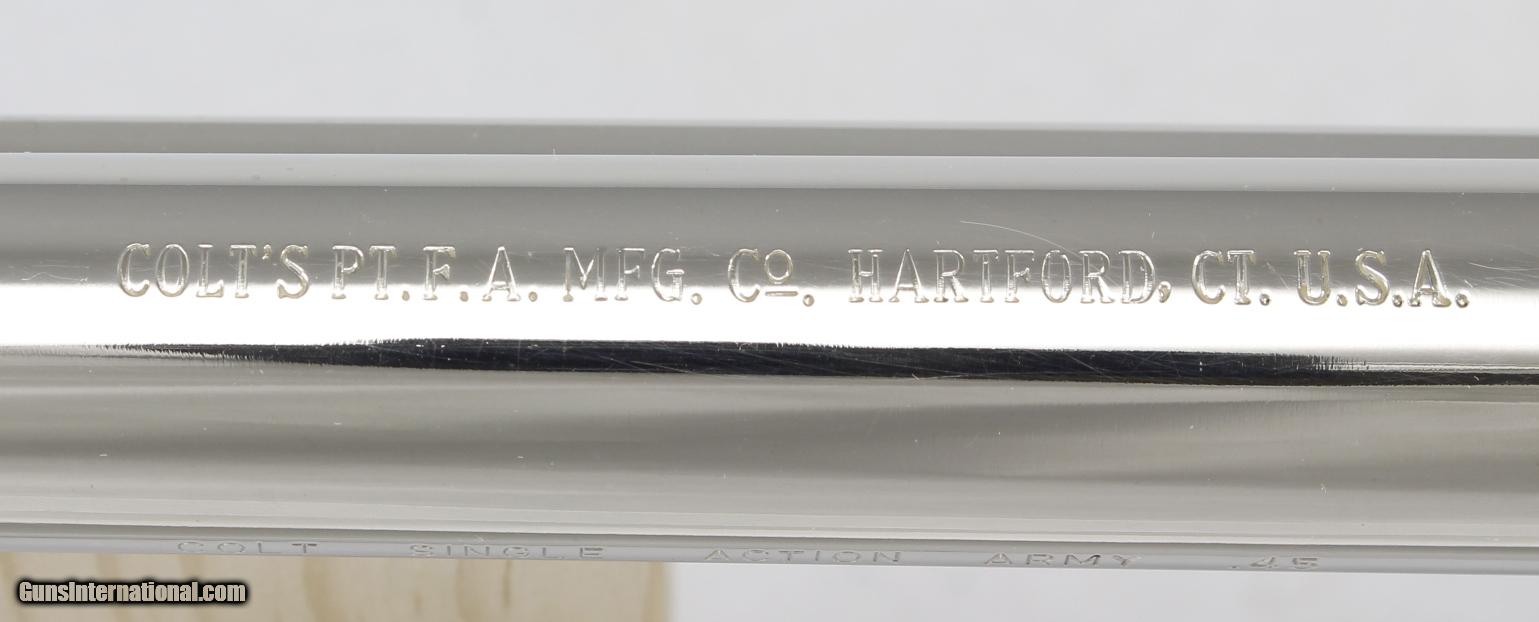 COLT'S PT. F. A. MFG. Cº. HARTFORD, CT. U.S.A.
COLT SINGLE ACTION ARMY .45
GunsInternational.com